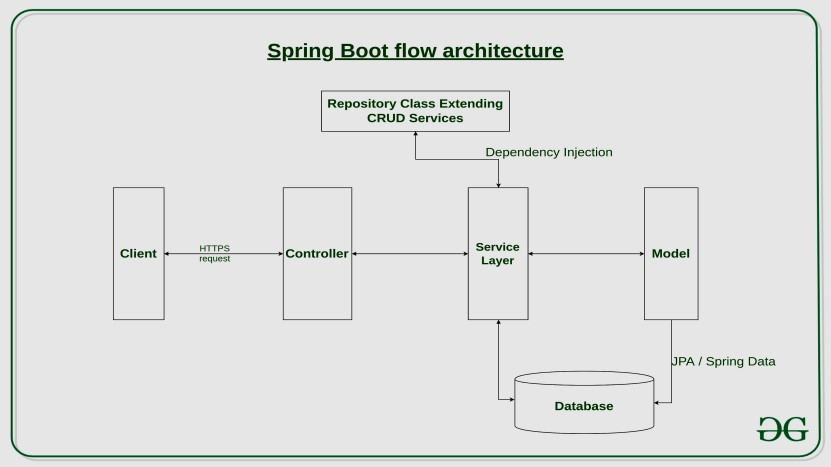 Spring Boot flow architecture
Repository Class Extending
CRUD Services
Dependency Injection
Client
HTTPS
request
Controller
Service
Layer
Model
JPA / Spring Data
Database